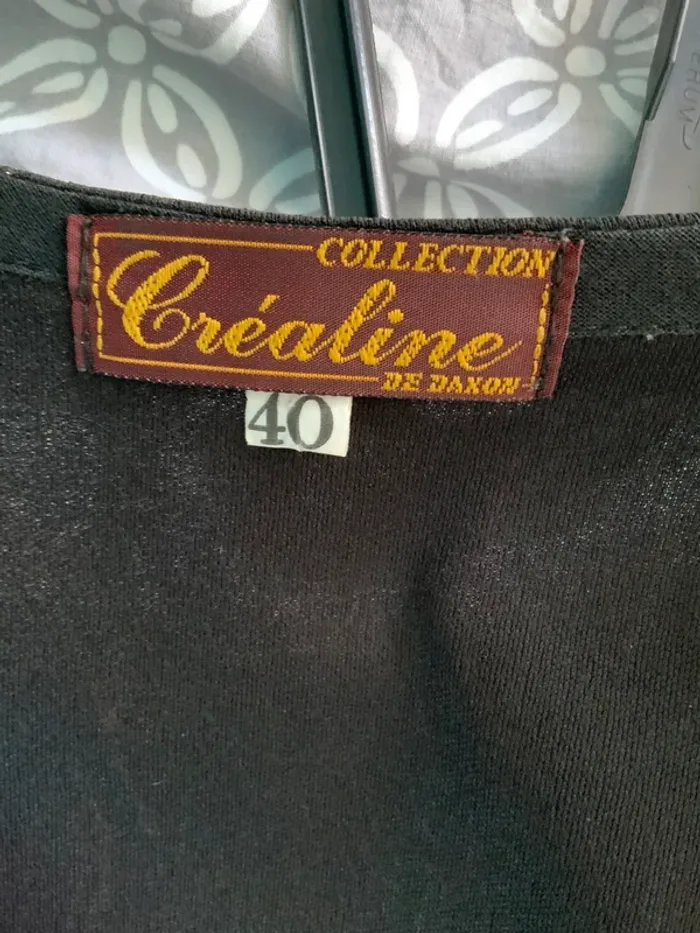 COLLECTION
Créaline
DE DAXON
40